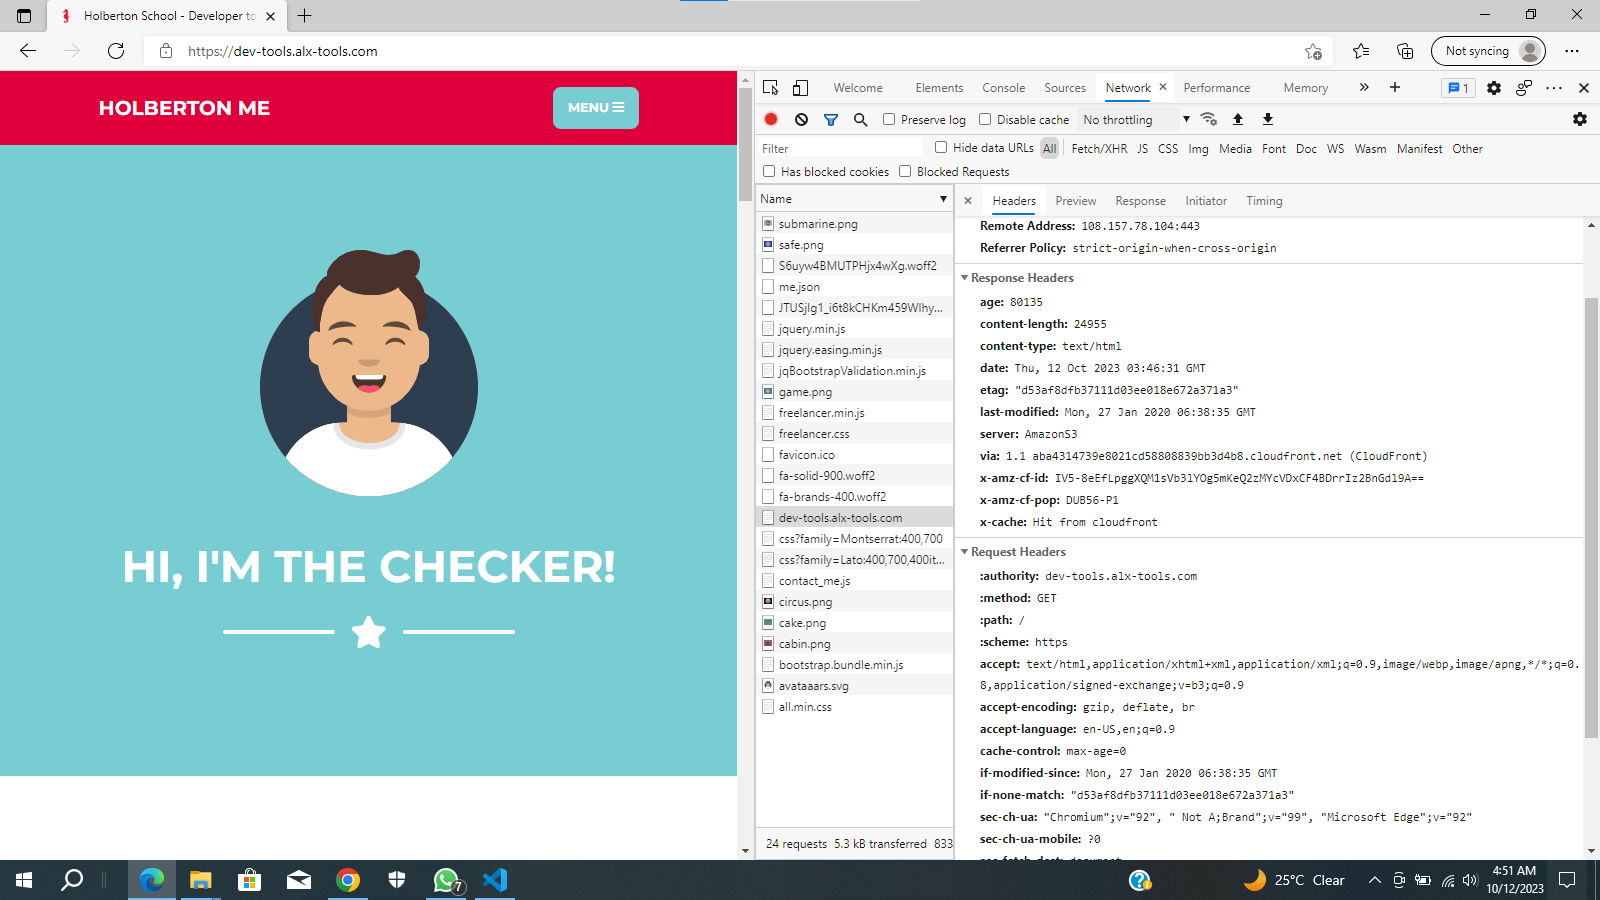 Holberton School - Developer to
https://dev-tools.alx-tools.com
Not syncing
HOLBERTON ME
MENU
HI, I'M THE CHECKER!
Welcome Elements Console Sources Network Performance Memory
1
Preserve log Disable cache No throttling
Filter
Hide data URLs All Fetch/XHR JS CSS Img Media Font Doc WS Wasm Manifest Other
Has blocked cookies Blocked Requests
Name
submarine.png
safe.png
S6uyw4BMUTPHjx4wXg.woff2
me.json
JTUSjIg1_i6t8kCHKm459Wlhy...
jquery.min.js
jquery.easing.min.js
jqBootstrapValidation.min.js
game.png
freelancer.min.js
freelancer.css
favicon.ico
fa-solid-900.woff2
fa-brands-400.woff2
dev-tools.alx-tools.com
css?family=Montserrat:400,700
css?family=Lato:400,700,400it...
contact_me.js
circus.png
cake.png
cabin.png
bootstrap.bundle.min.js
avataaars.svg
all.min.css
24 requests 5.3 kB transferred 833
Headers Preview Response Initiator Timing
Remote Address: 108.157.78.104:443
Referrer Policy: strict-origin-when-cross-origin
Response Headers
age: 80135
content-length: 24955
content-type: text/html
date: Thu, 12 Oct 2023 03:46:31 GMT
etag: "d53af8dfb37111d03ee018e672a371a3"
last-modified: Mon, 27 Jan 2020 06:38:35 GMT
server: AmazonS3
via: 1.1 aba4314739e8021cd58808839bb3d4b8.cloudfront.net (CloudFront)
x-amz-cf-id: IV5-8eEfLpggXQM1sVb3lYOg5mKeQ2zMYcVDxCF4BDrrIz2BnGdl9A==
x-amz-cf-pop: DUB56-P1
x-cache: Hit from cloudfront
Request Headers
:authority: dev-tools.alx-tools.com
:method: GET
:path: /
:scheme: https
accept: text/html,application/xhtml+xml,application/xml;q=0.9,image/webp,image/apng,*/*;q=0.
8,application/signed-exchange;v=b3;q=0.9
accept-encoding: gzip, deflate, br
accept-language: en-US,en;q=0.9
cache-control: max-age=0
if-modified-since: Mon, 27 Jan 2020 06:38:35 GMT
if-none-match: "d53af8dfb37111d03ee018e672a371a3"
sec-ch-ua: "Chromium";v="92", " Not A;Brand";v="99", "Microsoft Edge";v="92"
sec-ch-ua-mobile: ?0
7
25°C Clear
4:51 AM
10/12/2023